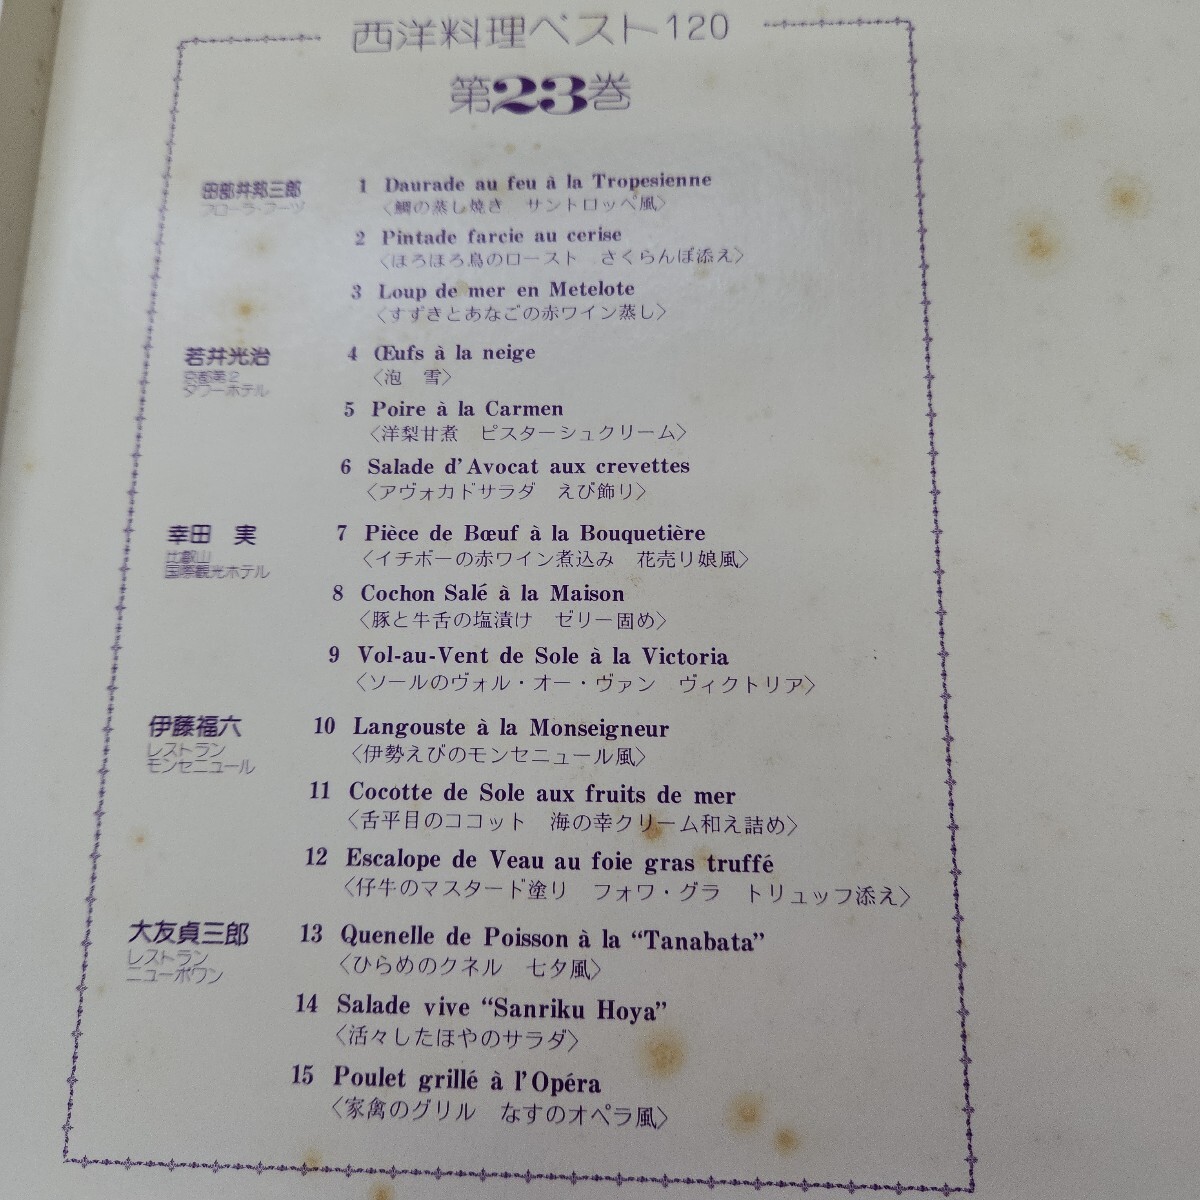 西洋料理ベスト120
第23巻
田部井邦三郎
フローラ・フーヅ
1 Daurade au feu à la Tropesienne
〈鯛の蒸し焼き サントロッペ風〉
2 Pintade farcie au cerise
〈ほろほろ鳥のロースト さくらんぼ添え〉
3 Loup de mer en Metelote
〈すずきとあなごの赤ワイン蒸し〉
若井光治
京都第2
タワーホテル
4 Œufs à la neige
〈泡 雪〉
5 Poire à la Carmen
〈洋梨甘煮 ピスターシュクリーム〉
6 Salade d'Avocat aux crevettes
〈アヴォカドサラダ えび飾り〉
幸田 実
比叡山
国際観光ホテル
7 Pièce de Bœuf à la Bouquetière
〈イチボーの赤ワイン煮込み 花売り娘風〉
8 Cochon Salé à la Maison
〈豚と牛舌の塩漬け ゼリー固め〉
9 Vol-au-Vent de Sole à la Victoria
〈ソールのヴォル・オー・ヴァン ヴィクトリア〉
伊藤福六
レストラン
モンセニュール
10 Langouste à la Monseigneur
〈伊勢えびのモンセニュール風〉
11 Cocotte de Sole aux fruits de mer
〈舌平目のココット 海の幸クリーム和え詰め〉
12 Escalope de Veau au foie gras truffé
〈仔牛のマスタード塗り フォワ・グラ トリュッフ添え〉
大友貞三郎
レストラン
ニューポワン
13 Quenelle de Poisson à la “Tanabata”
〈ひらめのクネル 七夕風〉
14 Salade vive “Sanriku Hoya”
〈活々したほやのサラダ〉
15 Poulet grillé à l'Opéra
〈家禽のグリル なすのオペラ風〉